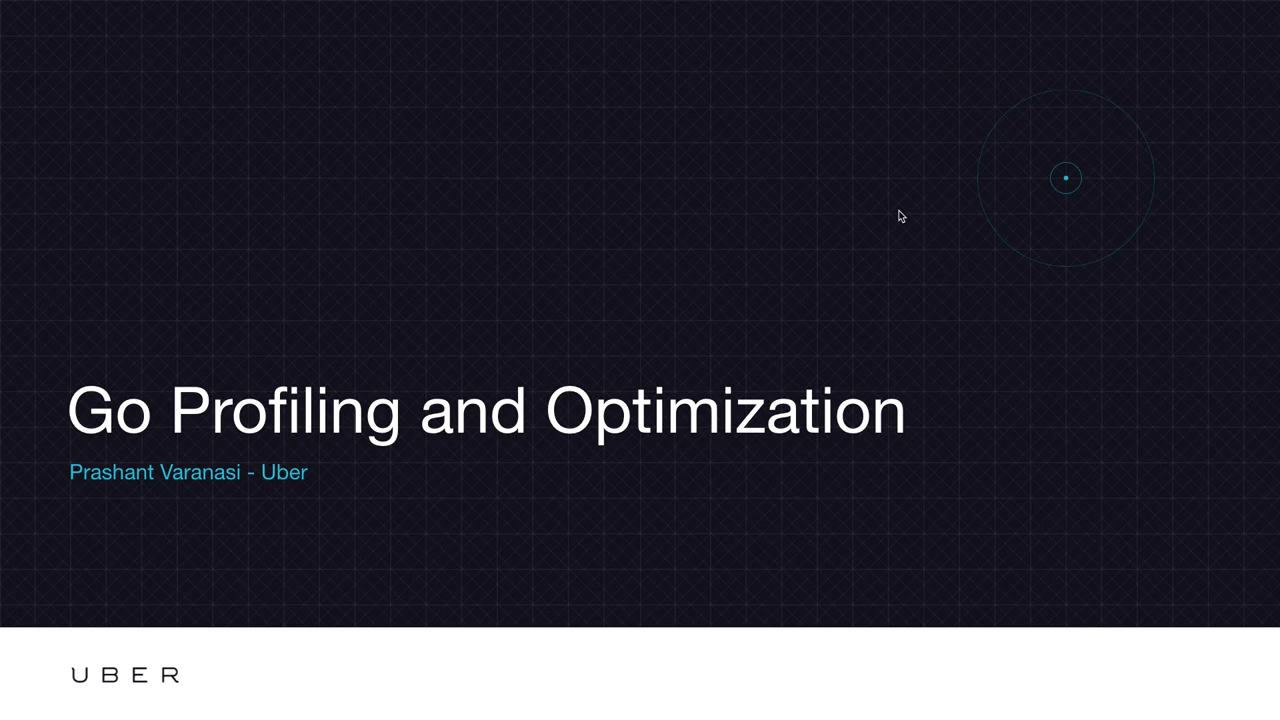 Go Profiling and Optimization
Prashant Varanasi - Uber
UBER